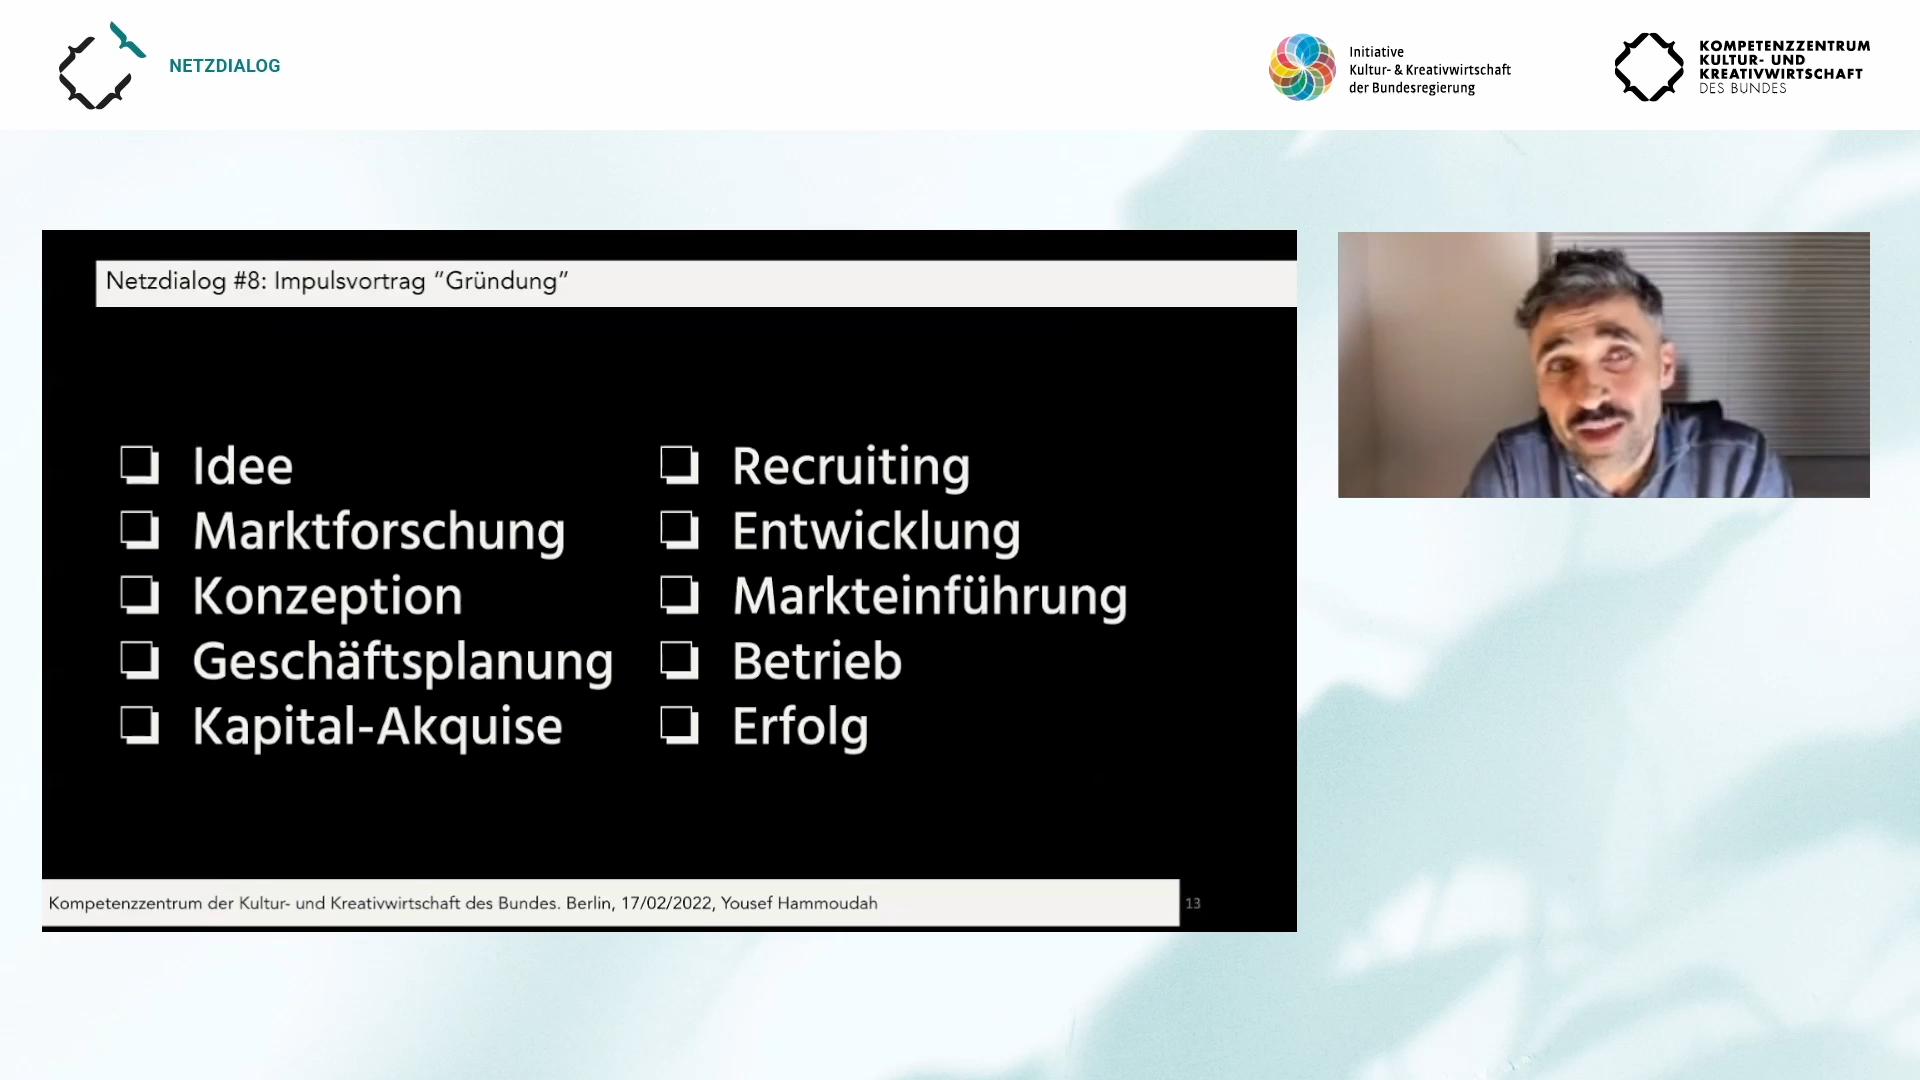 NETZDIALOG
Initiative
Kultur- & Kreativwirtschaft
der Bundesregierung
KOMPETENZZENTRUM
KULTUR- UND
KREATIVWIRTSCHAFT
DES BUNDES
Netzdialog #8: Impulsvortrag “Gründung”
Idee
Marktforschung
Konzeption
Geschäftsplanung
Kapital-Akquise
Recruiting
Entwicklung
Markteinführung
Betrieb
Erfolg
Kompetenzzentrum der Kultur- und Kreativwirtschaft des Bundes. Berlin, 17/02/2022, Yousef Hammoudah
13